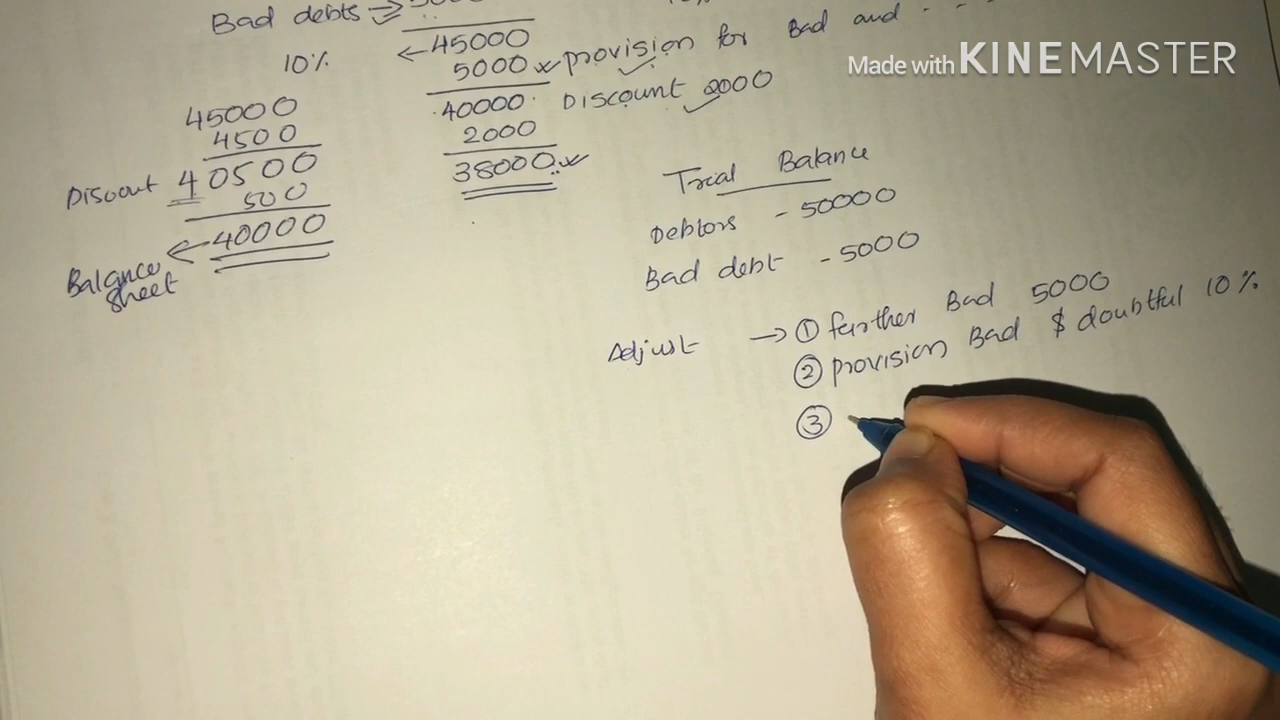 Bad debts
45000
5000 provision for Bad and . . .
40000 Discount 2000
2000
38000
10%
45000
4500
Discout 40500
500
40000
Balance sheet
Trial Balance
Debtors - 50000
Bad debt - 5000
Adjust → ① further Bad 5000
② provision Bad $ doubtful 10%
③
Made with KINEMASTER